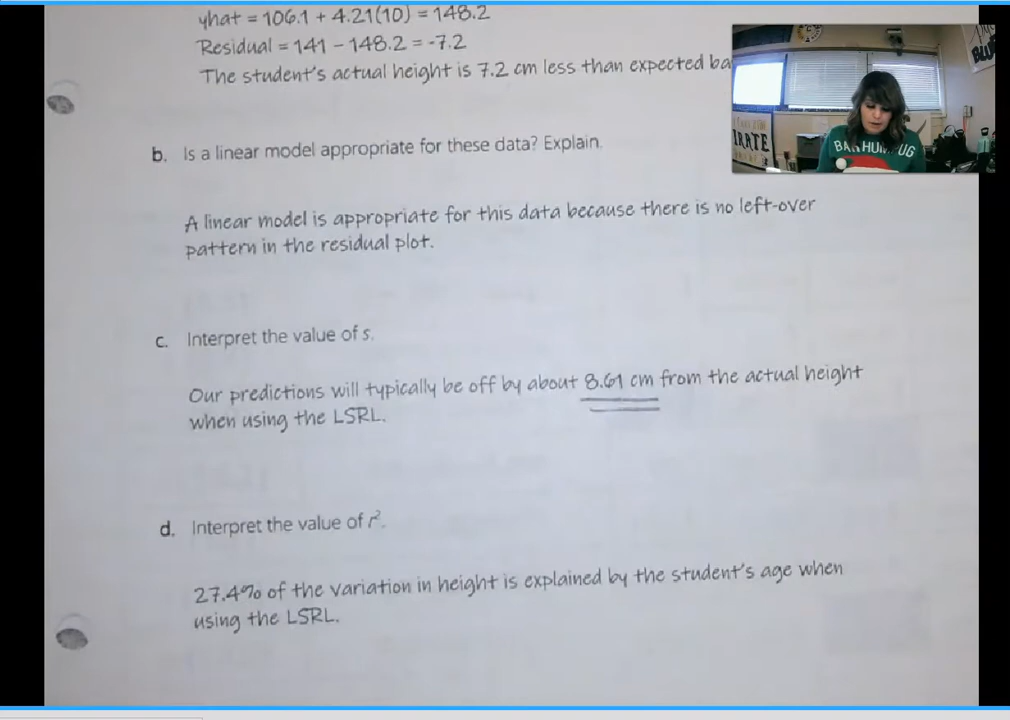 yhat = 106.1 + 4.21(10) = 148.2
Residual = 141 - 148.2 = -7.2
The student's actual height is 7.2 cm less than expected ba
b. Is a linear model appropriate for these data? Explain.
A linear model is appropriate for this data because there is no left-over
pattern in the residual plot.
c. Interpret the value of s.
Our predictions will typically be off by about 8.61 cm from the actual height
when using the LSRL.
d. Interpret the value of r².
27.4% of the variation in height is explained by the student's age when
using the LSRL.
BAH HUM UG
IRATE
BLU